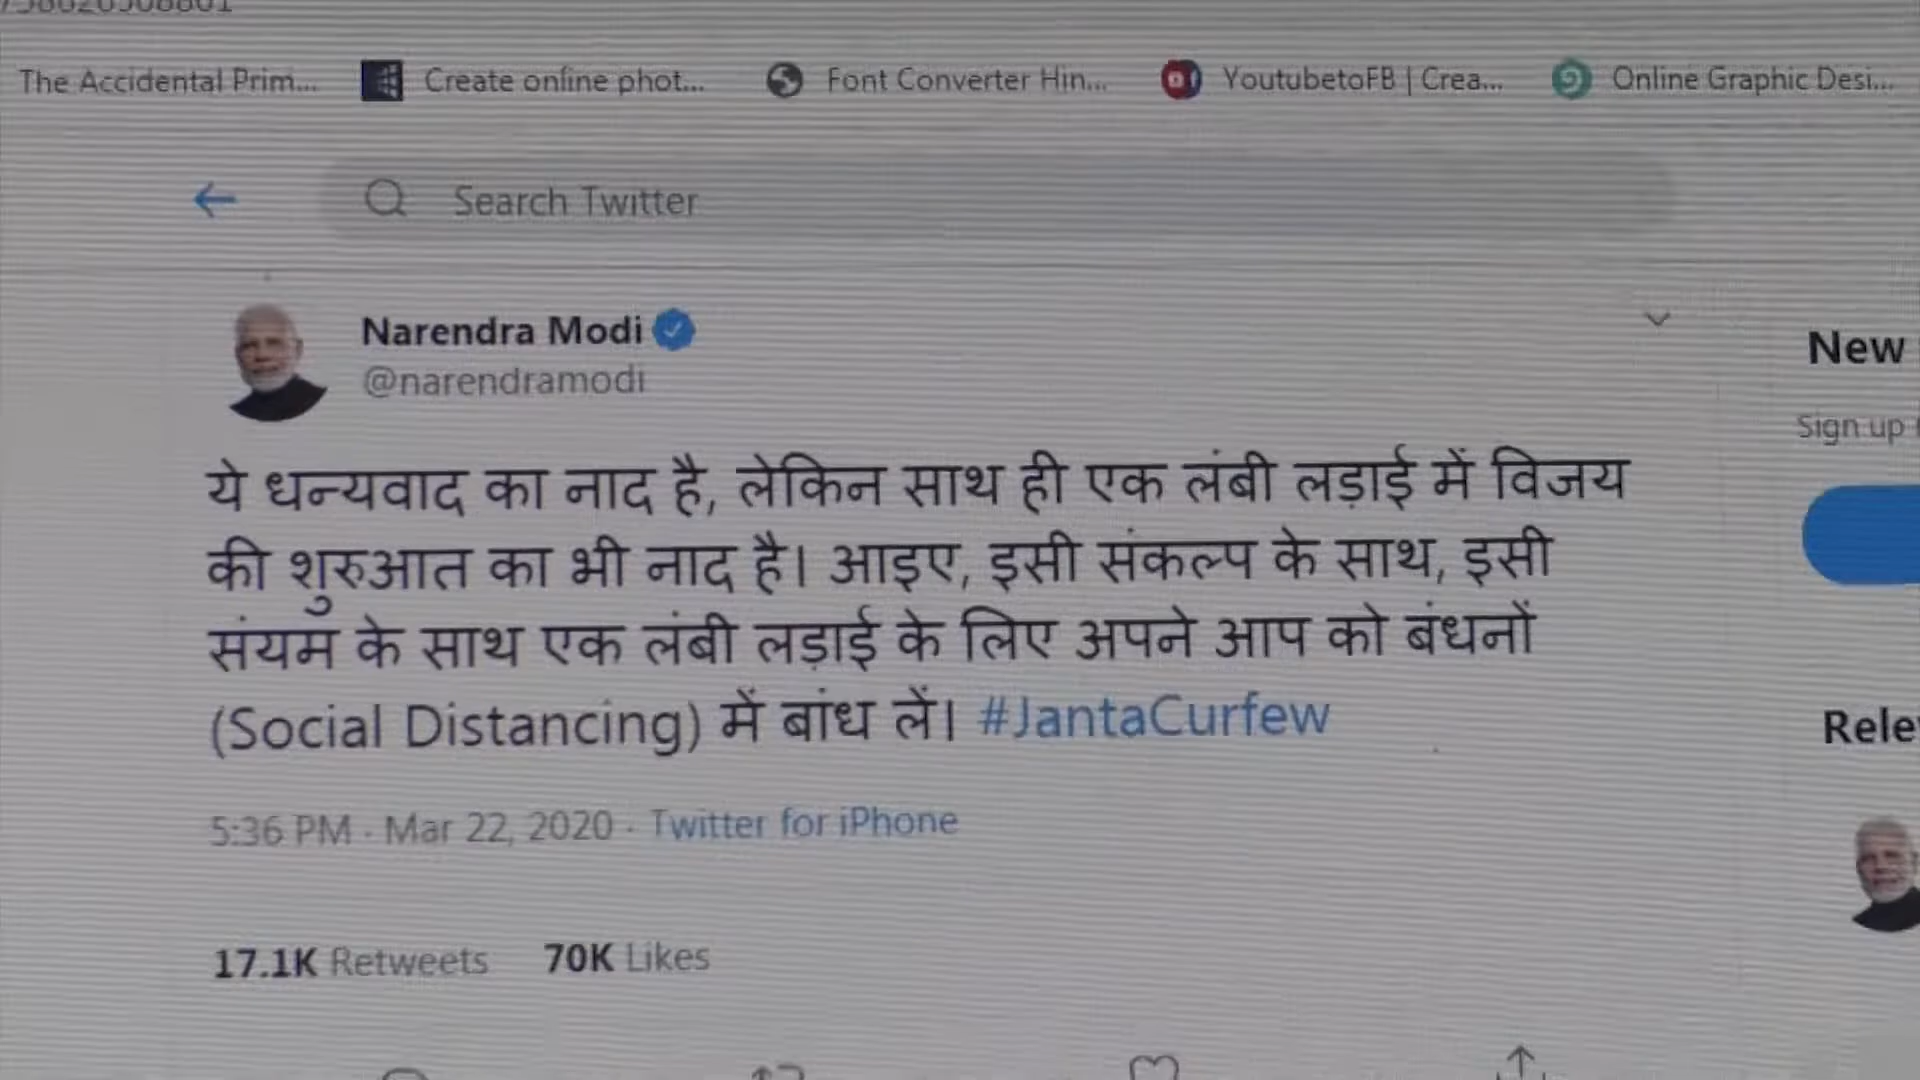 The Accidental Prim... Create online phot... Font Converter Hin... YoutubetoFB | Crea... Online Graphic Desi...
Search Twitter
Narendra Modi
@narendramodi
ये धन्यवाद का नाद है, लेकिन साथ ही एक लंबी लड़ाई में विजय
की शुरुआत का भी नाद है। आइए, इसी संकल्प के साथ, इसी
संयम के साथ एक लंबी लड़ाई के लिए अपने आप को बंधनों
(Social Distancing) में बांध लें। #JantaCurfew
5:36 PM · Mar 22, 2020 · Twitter for iPhone
17.1K Retweets 70K Likes
New
Sign up
Rele